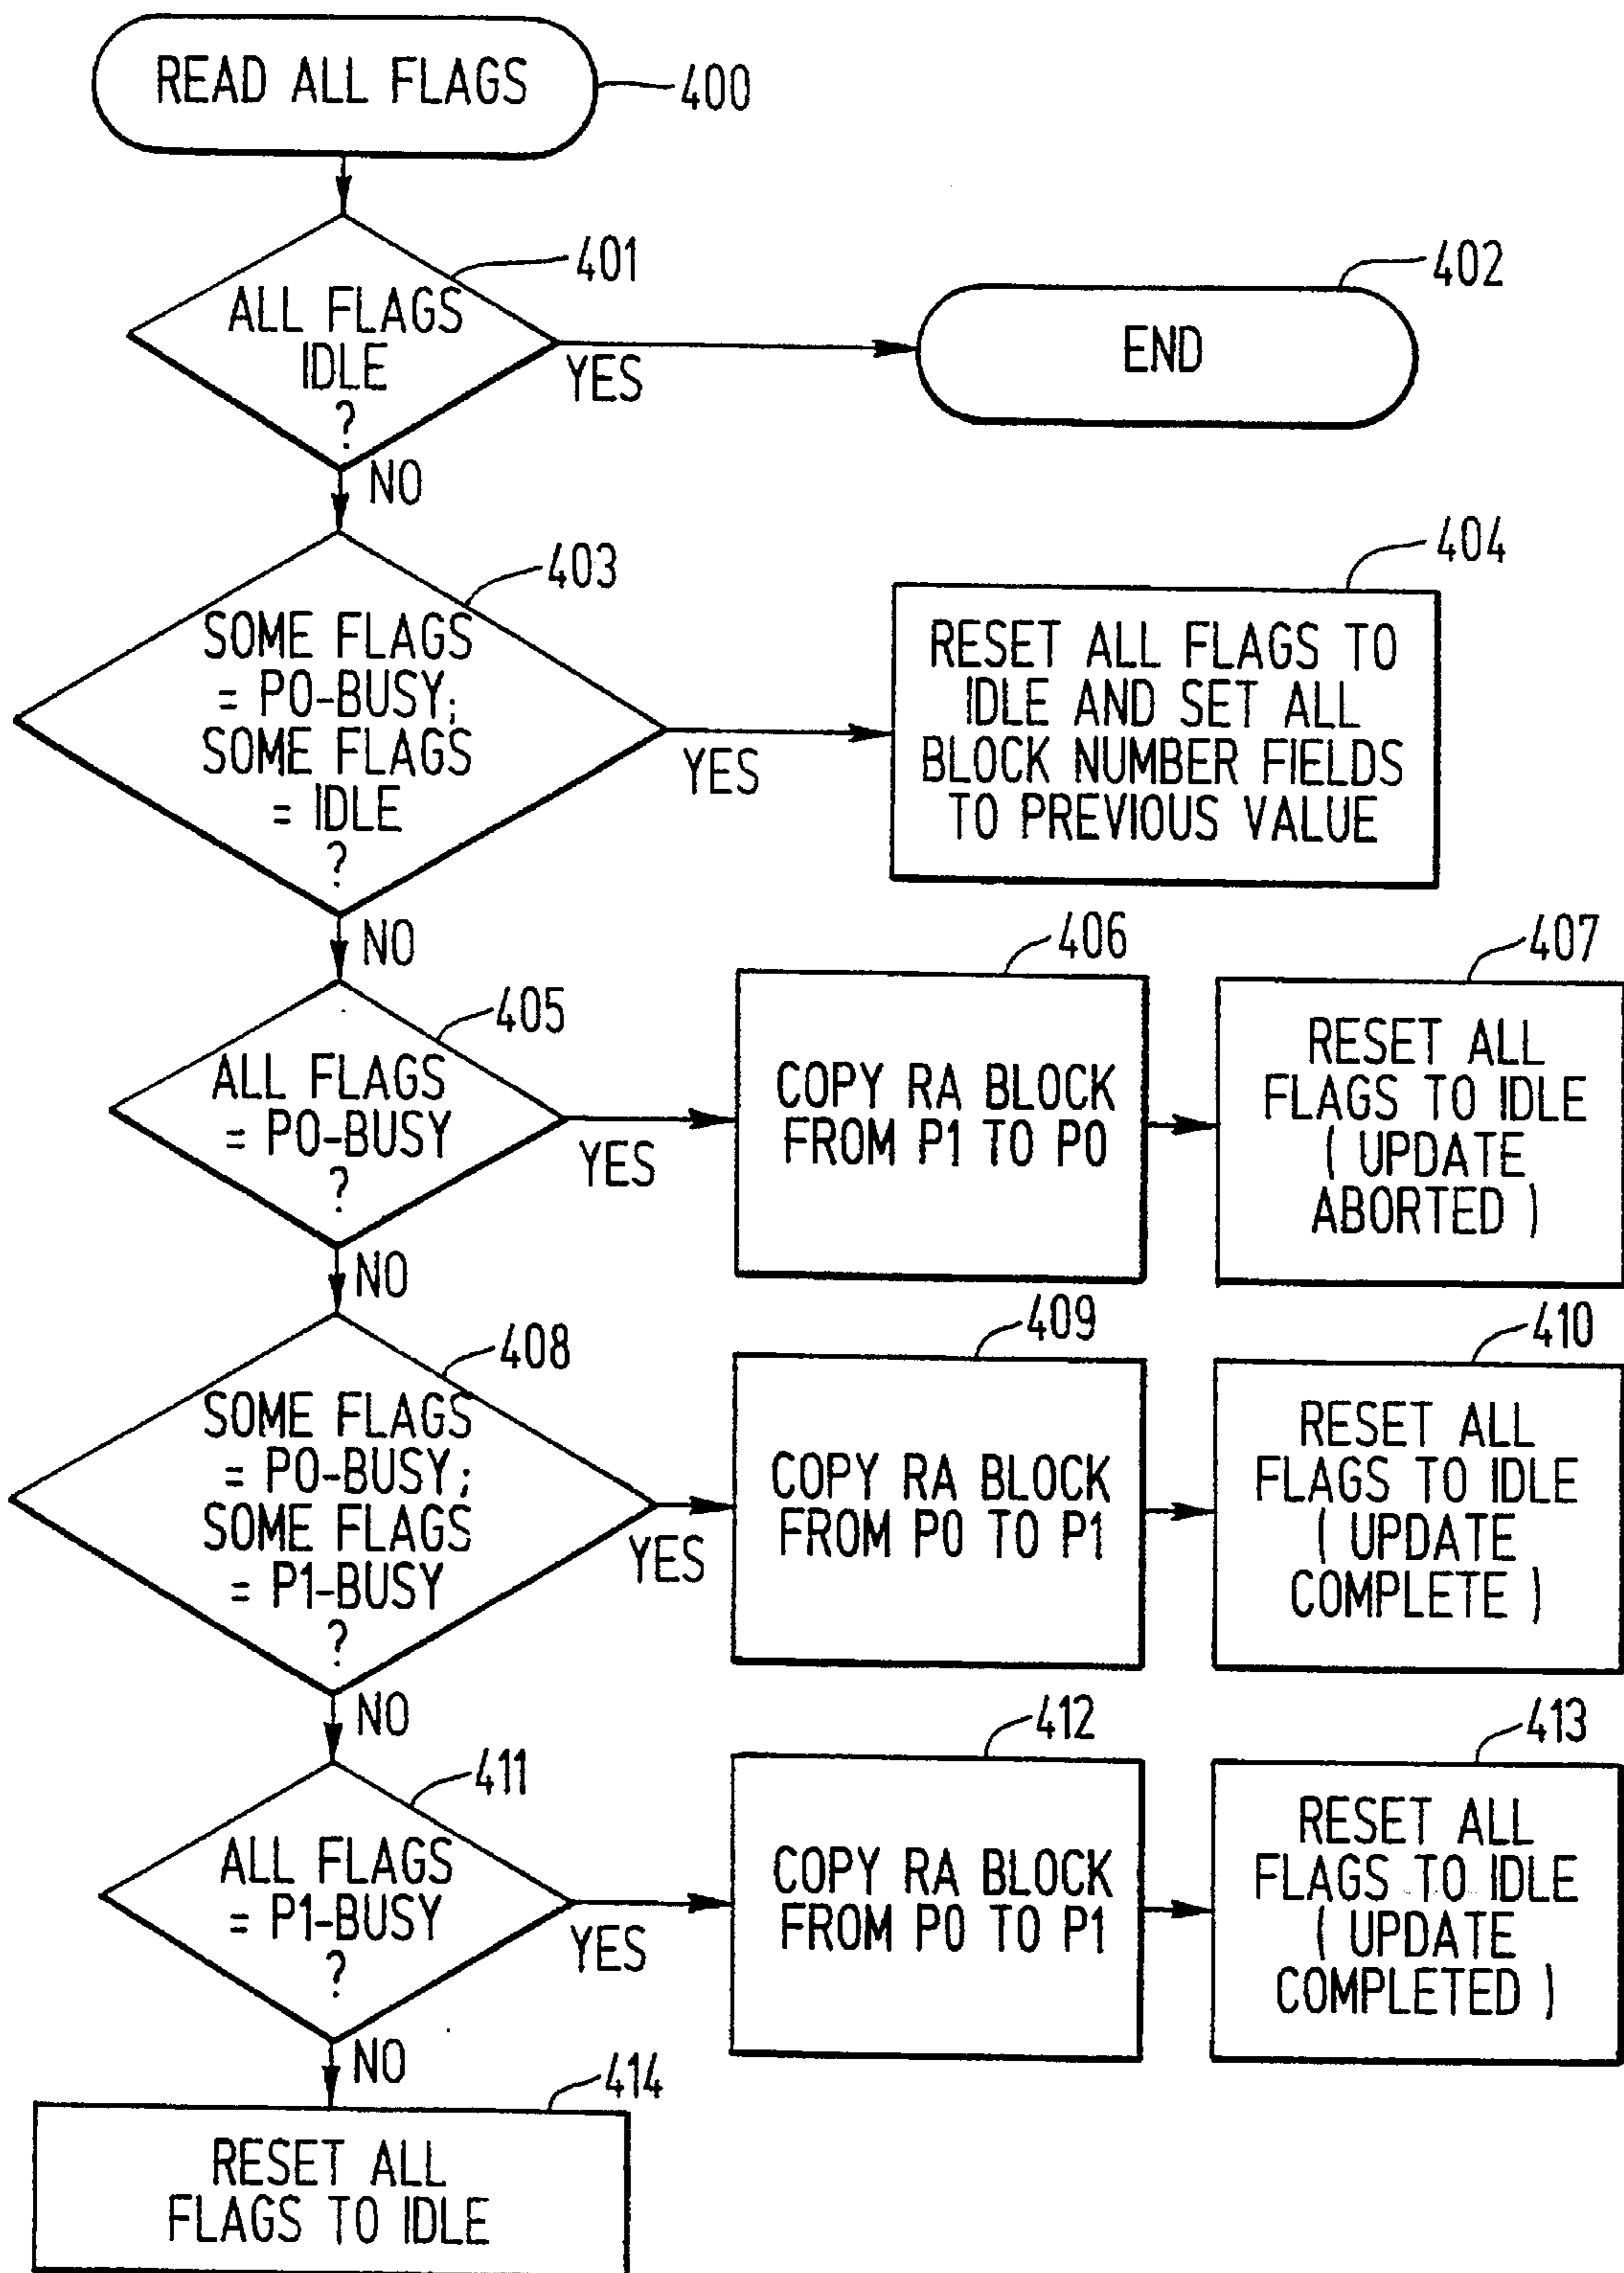 READ ALL FLAGS
400
401
ALL FLAGS
IDLE
?
YES
402
END
NO
403
SOME FLAGS
= P0-BUSY;
SOME FLAGS
= IDLE
?
YES
404
RESET ALL FLAGS TO
IDLE AND SET ALL
BLOCK NUMBER FIELDS
TO PREVIOUS VALUE
NO
405
ALL FLAGS
= P0-BUSY
?
YES
406
COPY RA BLOCK
FROM P1 TO P0
407
RESET ALL
FLAGS TO IDLE
( UPDATE
ABORTED )
NO
408
SOME FLAGS
= P0-BUSY;
SOME FLAGS
= P1-BUSY
?
YES
409
COPY RA BLOCK
FROM P0 TO P1
410
RESET ALL
FLAGS TO IDLE
( UPDATE
COMPLETE )
NO
411
ALL FLAGS
= P1-BUSY
?
YES
412
COPY RA BLOCK
FROM P0 TO P1
413
RESET ALL
FLAGS TO IDLE
( UPDATE
COMPLETED )
NO
414
RESET ALL
FLAGS TO IDLE